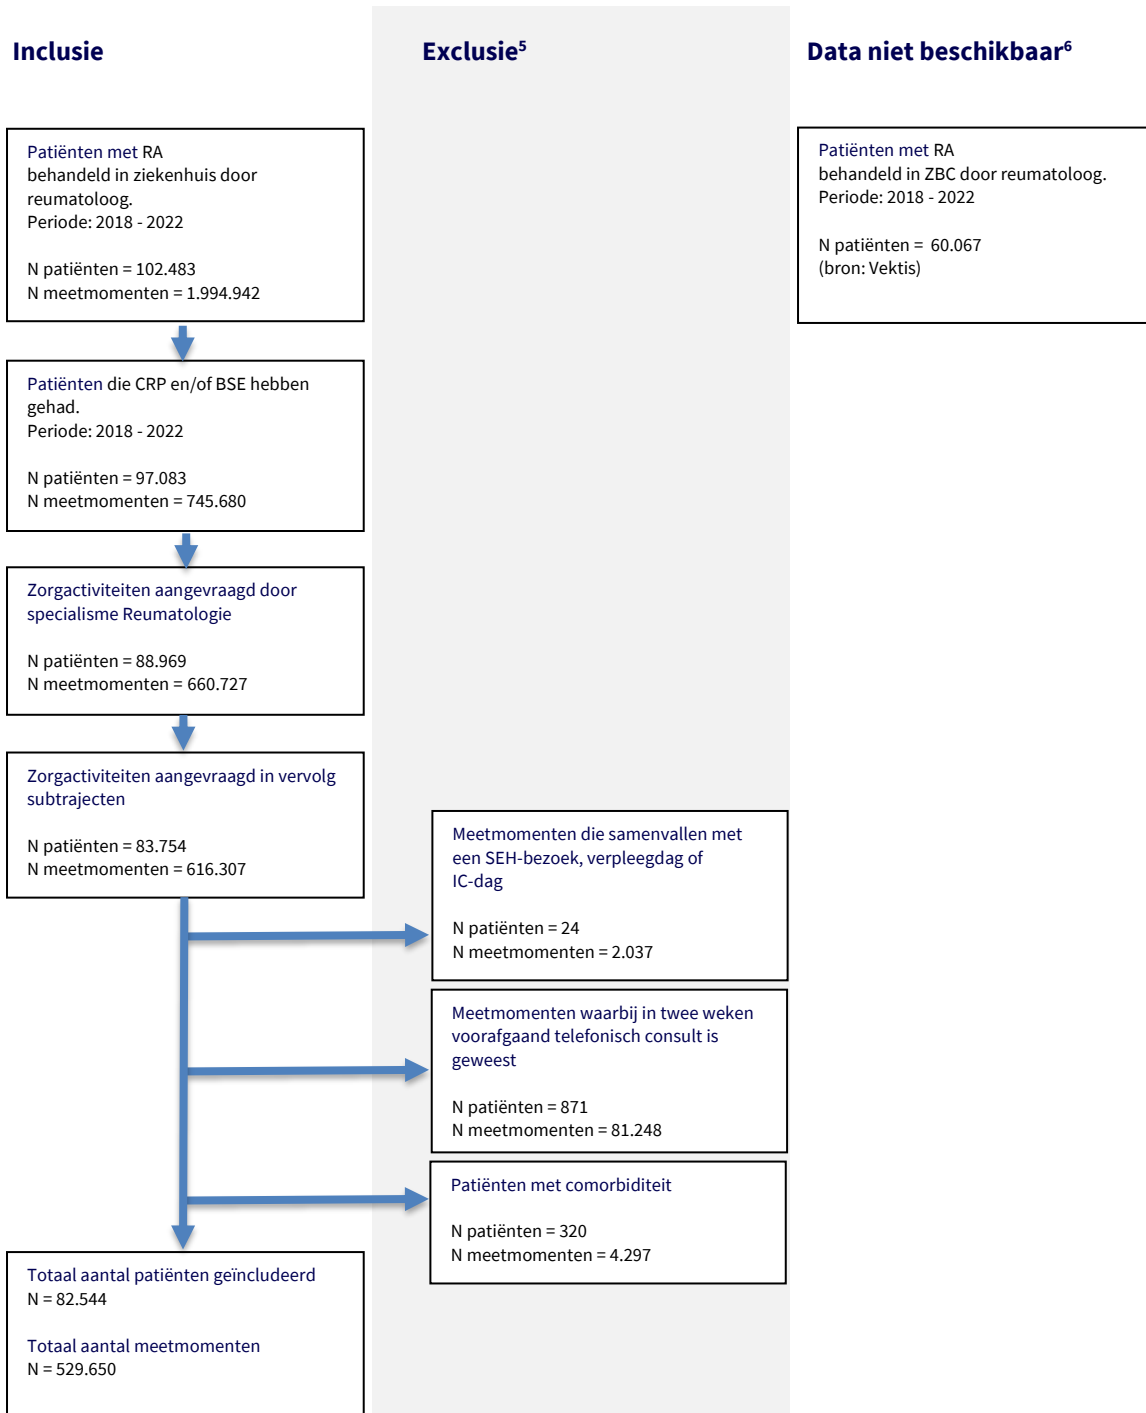 Inclusie
Exclusie⁵
Data niet beschikbaar⁶
Patiënten met RA
behandeld in ziekenhuis door
reumatoloog.
Periode: 2018 - 2022
N patiënten = 102.483
N meetmomenten = 1.994.942
Patiënten met RA
behandeld in ZBC door reumatoloog.
Periode: 2018 - 2022
N patiënten = 60.067
(bron: Vektis)
Patiënten die CRP en/of BSE hebben
gehad.
Periode: 2018 - 2022
N patiënten = 97.083
N meetmomenten = 745.680
Zorgactiviteiten aangevraagd door
specialisme Reumatologie
N patiënten = 88.969
N meetmomenten = 660.727
Zorgactiviteiten aangevraagd in vervolg
subtrajecten
N patiënten = 83.754
N meetmomenten = 616.307
Meetmomenten die samenvallen met
een SEH-bezoek, verpleegdag of
IC-dag
N patiënten = 24
N meetmomenten = 2.037
Meetmomenten waarbij in twee weken
voorafgaand telefonisch consult is
geweest
N patiënten = 871
N meetmomenten = 81.248
Patiënten met comorbiditeit
N patiënten = 320
N meetmomenten = 4.297
Totaal aantal patiënten geïncludeerd
N = 82.544
Totaal aantal meetmomenten
N = 529.650